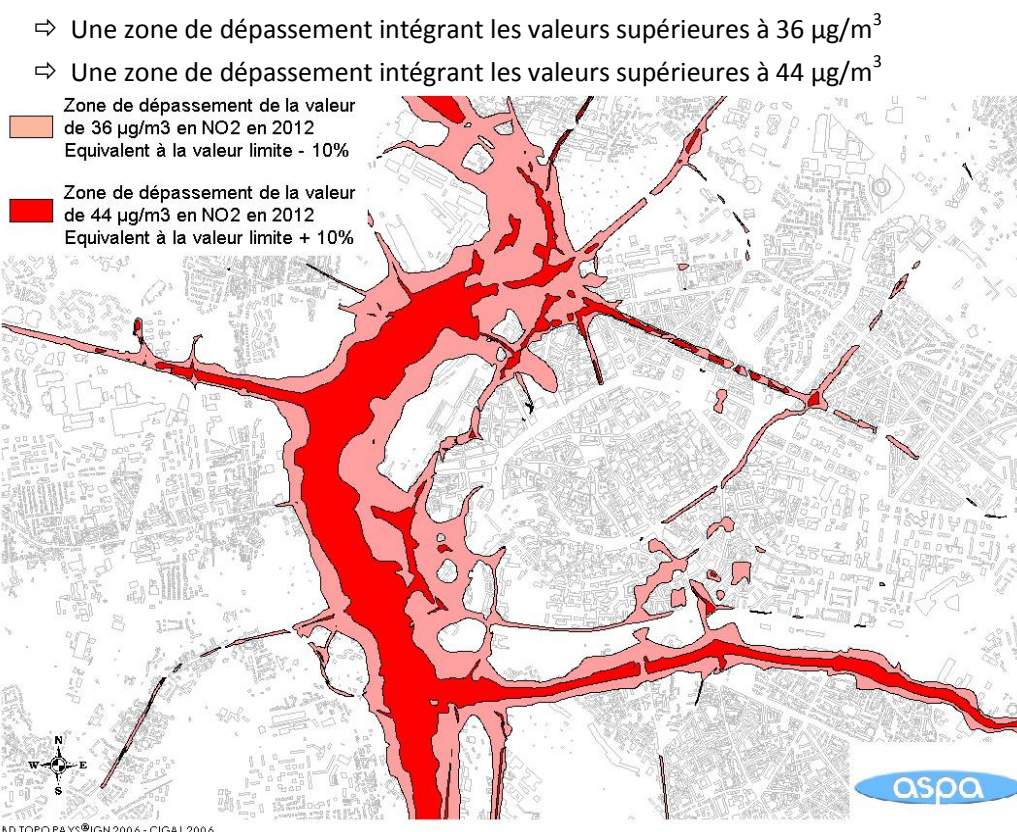 ⇨ Une zone de dépassement intégrant les valeurs supérieures à 36 µg/m³
⇨ Une zone de dépassement intégrant les valeurs supérieures à 44 µg/m³
Zone de dépassement de la valeur
de 36 µg/m3 en NO2 en 2012
Equivalent à la valeur limite - 10%
Zone de dépassement de la valeur
de 44 µg/m3 en NO2 en 2012
Equivalent à la valeur limite + 10%
N
W E
S
aspa
BD TOPO PAYS®IGN 2006 - CIGAL 2006